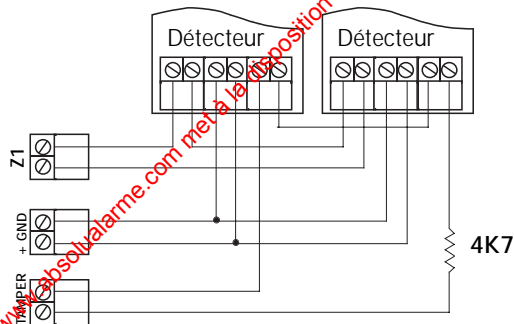 Détecteur
Détecteur
Z1
+ GND
4K7
TAMPER
www.absolualarme.com met à la disposition